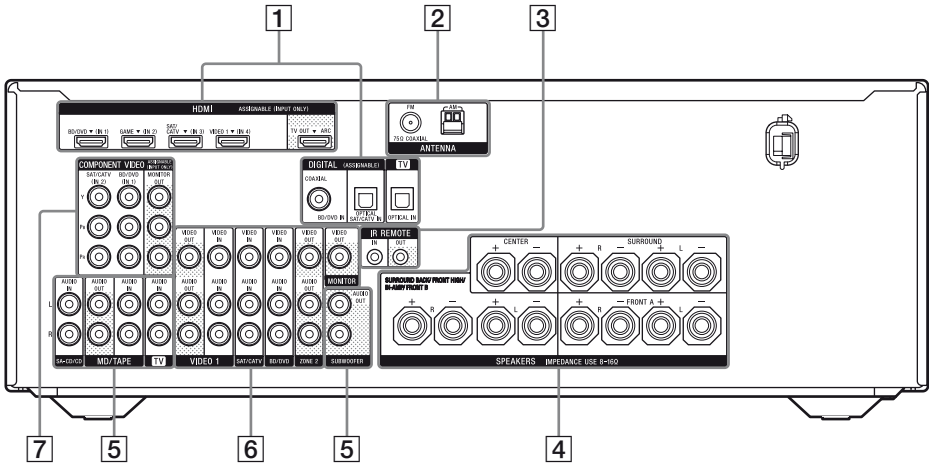 1 2 3
HDMI ASSIGNABLE (INPUT ONLY)
BD/DVD ▼ (IN 1) GAME ▼ (IN 2) SAT/CATV ▼ (IN 3) VIDEO 1 ▼ (IN 4) TV OUT ▼ ARC
FM AM
75Ω COAXIAL
ANTENNA
COMPONENT VIDEO ASSIGNABLE (INPUT ONLY)
SAT/CATV (IN 2) BD/DVD (IN 1) MONITOR OUT
Y
PB
PR
DIGITAL (ASSIGNABLE) TV
COAXIAL
BD/DVD IN OPTICAL SAT/CATV IN OPTICAL IN
VIDEO OUT VIDEO IN VIDEO IN VIDEO IN VIDEO OUT VIDEO OUT
MONITOR
IR REMOTE
IN OUT
CENTER SURROUND
+ − + R − + L −
SURROUND BACK/ FRONT HIGH/
BI-AMP/ FRONT B
FRONT A
+ R − + L − + R − + L −
SPEAKERS IMPEDANCE USE 8–16Ω
AUDIO IN AUDIO OUT AUDIO IN AUDIO IN AUDIO OUT AUDIO IN AUDIO IN AUDIO IN AUDIO OUT AUDIO OUT
L
R
SA-CD/CD MD/TAPE TV VIDEO 1 SAT/CATV BD/DVD ZONE 2 SUBWOOFER
7 5 6 5 4